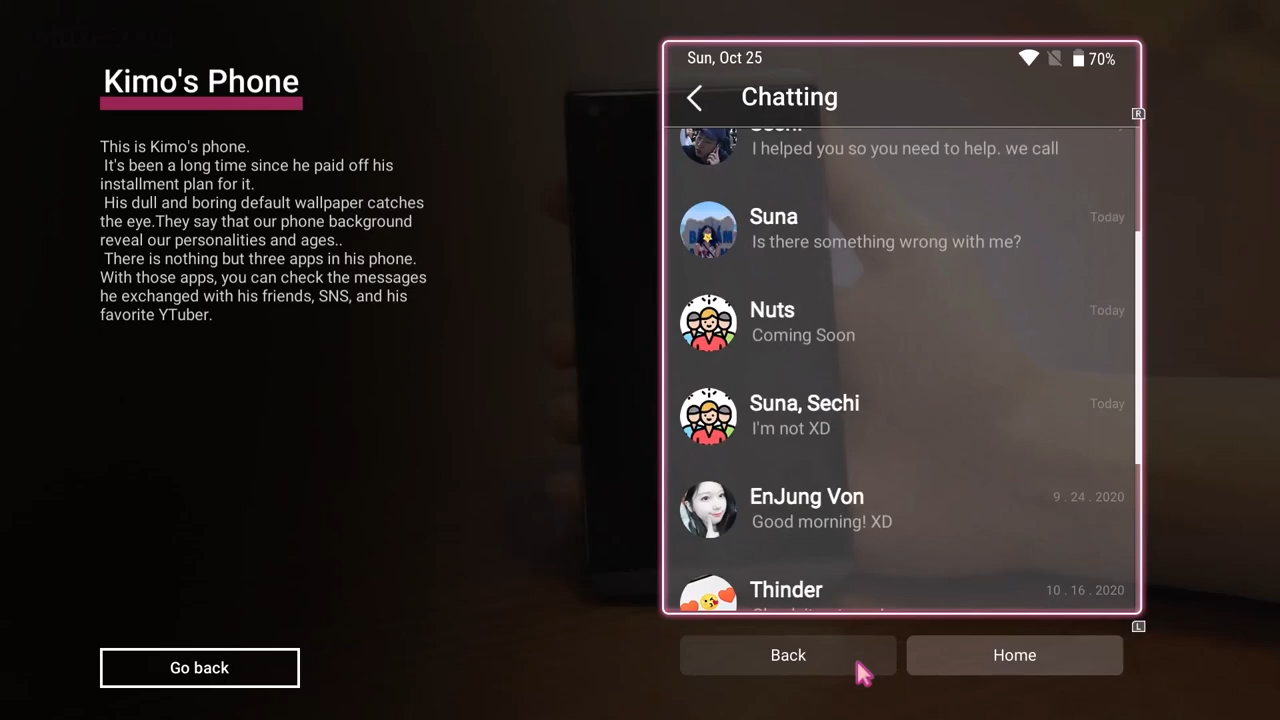 Kimo's Phone
This is Kimo's phone.
It's been a long time since he paid off his
installment plan for it.
His dull and boring default wallpaper catches
the eye.They say that our phone background
reveal our personalities and ages..
There is nothing but three apps in his phone.
With those apps, you can check the messages
he exchanged with his friends, SNS, and his
favorite YTuber.
Go back
Sun, Oct 25
70%
Chatting
I helped you so you need to help. we call
Suna
Today
Is there something wrong with me?
Nuts
Today
Coming Soon
Suna, Sechi
Today
I'm not XD
EnJung Von
9 . 24 . 2020
Good morning! XD
Thinder
10 . 16 . 2020
Back
Home
R
L